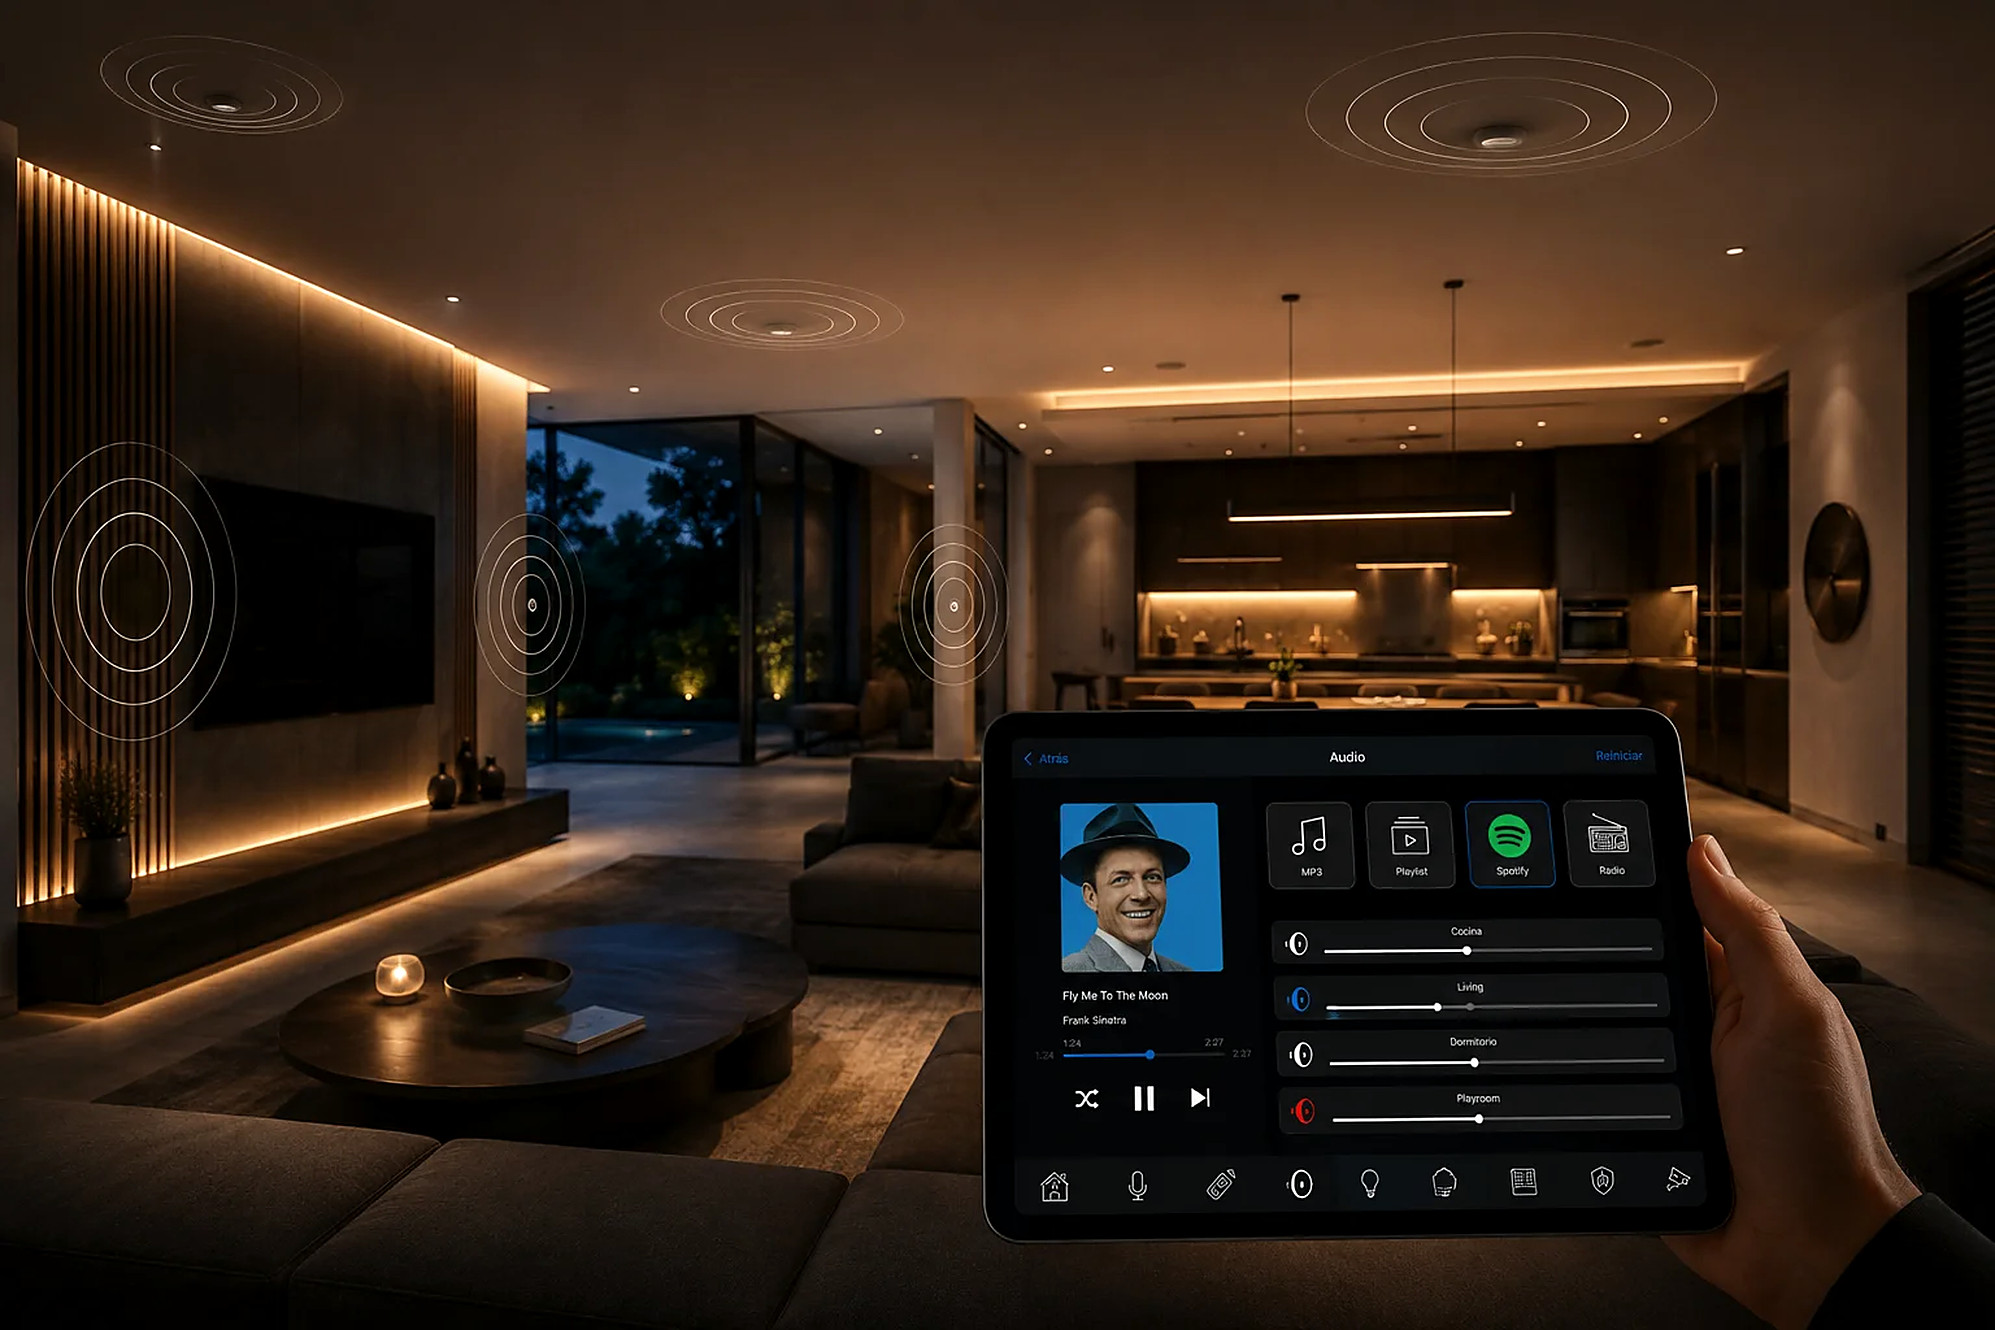 Atrás
Audio
Reiniciar
MP3
Playlist
Spotify
Radio
Cocina
Living
Dormitorio
Playroom
Fly Me To The Moon
Frank Sinatra
1:24 2:27
1:24 2:27